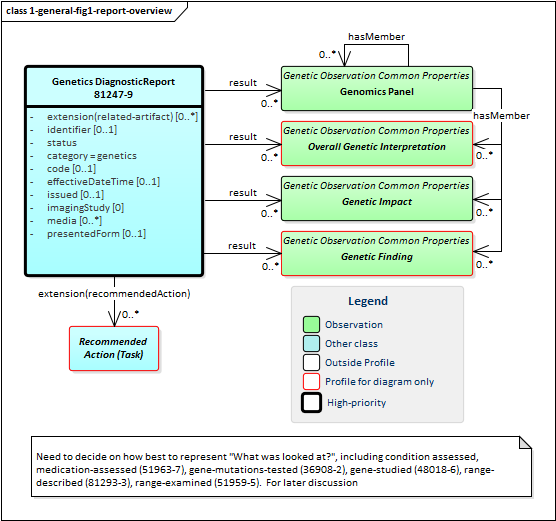 class 1-general-fig1-report-overview
hasMember
0..*
Genetics DiagnosticReport
81247-9
- extension(related-artifact) [0..*]
- identifier [0..1]
- status
- category = genetics
- code [0..1]
- effectiveDateTime [0..1]
- issued [0..1]
- imagingStudy [0]
- media [0..*]
- presentedForm [0..1]
result
0..*
Genetic Observation Common Properties
Genomics Panel
hasMember
result
0..*
Genetic Observation Common Properties
Overall Genetic Interpretation
0..*
result
0..*
Genetic Observation Common Properties
Genetic Impact
0..*
result
0..*
Genetic Observation Common Properties
Genetic Finding
0..*
extension(recommendedAction)
0..*
Recommended
Action (Task)
Legend
Observation
Other class
Outside Profile
Profile for diagram only
High-priority
Need to decide on how best to represent "What was looked at?", including condition assessed,
medication-assessed (51963-7), gene-mutations-tested (36908-2), gene-studied (48018-6), range-
described (81293-3), range-examined (51959-5). For later discussion